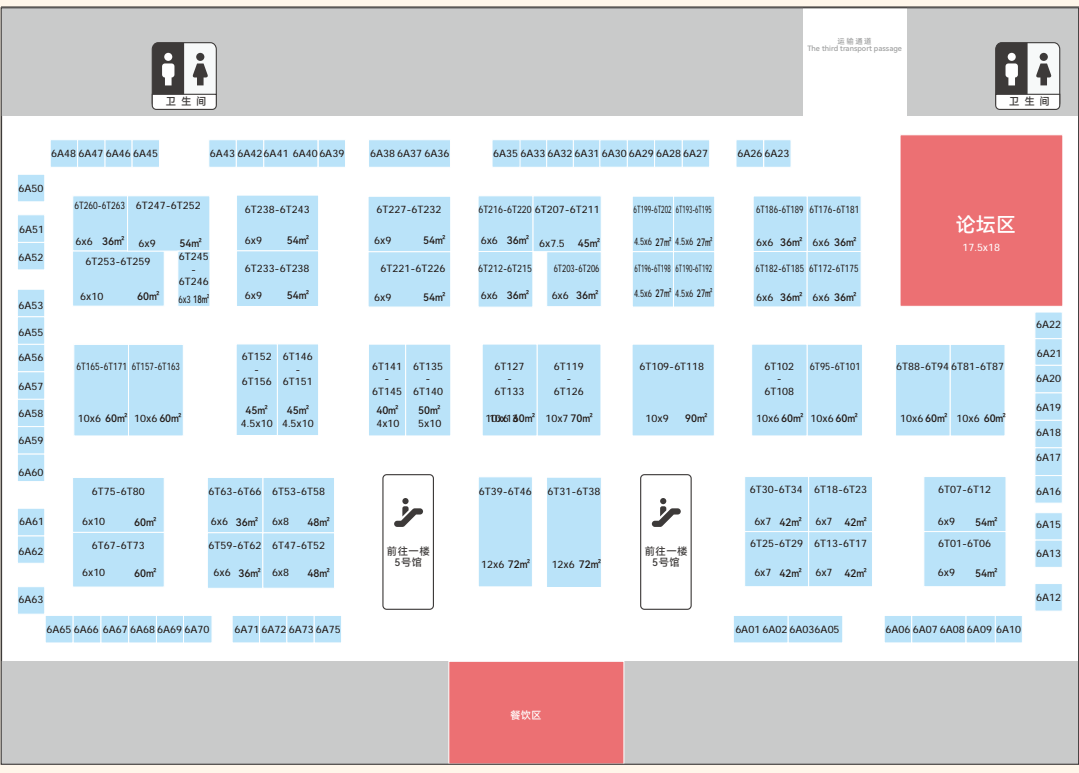 运输通道
The third transport passage
卫生间
卫生间
6A48 6A47 6A46 6A45
6A43 6A42 6A41 6A40 6A39
6A38 6A37 6A36
6A35 6A33 6A32 6A31 6A30 6A29 6A28 6A27
6A26 6A23
论坛区
17.5x18
6A50
6A51
6A52
6A53
6A55
6A56
6A57
6A58
6A59
6A60
6A61
6A62
6A63
6T260-6T263
6x6 36m²
6T247-6T252
6x9 54m²
6T253-6T259
6x10 60m²
6T245
-
6T246
6x3 18m²
6T238-6T243
6x9 54m²
6T233-6T238
6x9 54m²
6T227-6T232
6x9 54m²
6T221-6T226
6x9 54m²
6T216-6T220
6x6 36m²
6T207-6T211
6x7.5 45m²
6T212-6T215
6x6 36m²
6T203-6T206
6x6 36m²
6T199-6T202
4.5x6 27m²
6T193-6T195
4.5x6 27m²
6T196-6T198
4.5x6 27m²
6T190-6T192
4.5x6 27m²
6T186-6T189
6x6 36m²
6T176-6T181
6x6 36m²
6T182-6T185
6x6 36m²
6T172-6T175
6x6 36m²
6T165-6T171
10x6 60m²
6T157-6T163
10x6 60m²
6T152
-
6T156
45m²
4.5x10
6T146
-
6T151
45m²
4.5x10
6T141
-
6T145
40m²
4x10
6T135
-
6T140
50m²
5x10
6T127
-
6T133
60m²
6T119
-
6T126
10x7 70m²
6T109-6T118
10x9 90m²
6T102
-
6T108
10x6 60m²
6T95-6T101
10x6 60m²
6T88-6T94
10x6 60m²
6T81-6T87
10x6 60m²
6A22
6A21
6A20
6A19
6A18
6A17
6A16
6A15
6A13
6A12
6T75-6T80
6x10 60m²
6T67-6T73
6x10 60m²
6T63-6T66
6x6 36m²
6T53-6T58
6x8 48m²
6T59-6T62
6x6 36m²
6T47-6T52
6x8 48m²
前往一楼
5号馆
6T39-6T46
12x6 72m²
6T31-6T38
12x6 72m²
前往一楼
5号馆
6T30-6T34
6x7 42m²
6T18-6T23
6x7 42m²
6T25-6T29
6x7 42m²
6T13-6T17
6x7 42m²
6T07-6T12
6x9 54m²
6T01-6T06
6x9 54m²
6A65 6A66 6A67 6A68 6A69 6A70
6A71 6A72 6A73 6A75
6A01 6A02 6A03 6A05
6A06 6A07 6A08 6A09 6A10
餐饮区